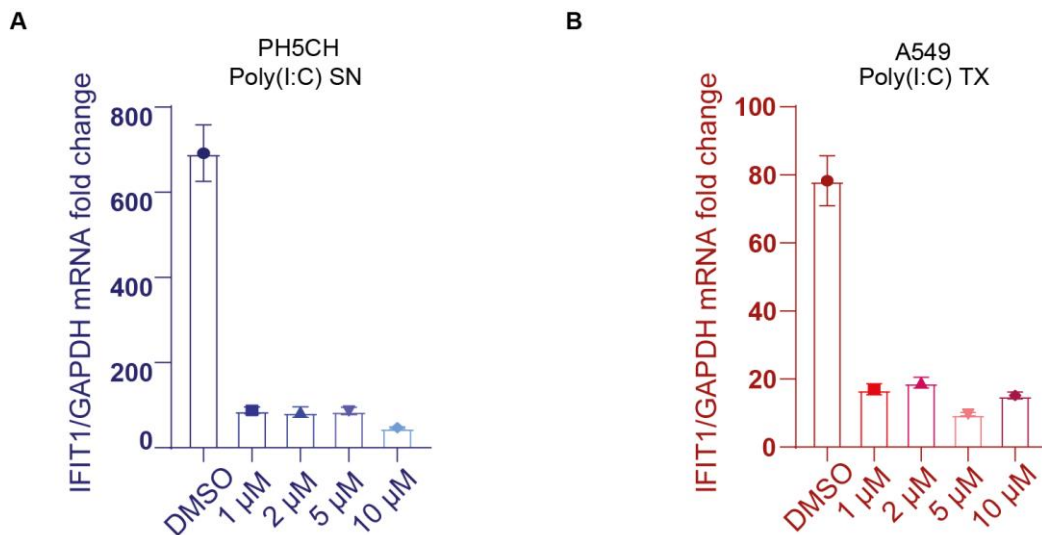 A
PH5CH
Poly(I:C) SN
IFIT1/GAPDH mRNA fold change
800
600
400
200
0
DMSO
1 μM
2 μM
5 μM
10 μM
B
A549
Poly(I:C) TX
IFIT1/GAPDH mRNA fold change
100
80
60
40
20
0
DMSO
1 μM
2 μM
5 μM
10 μM